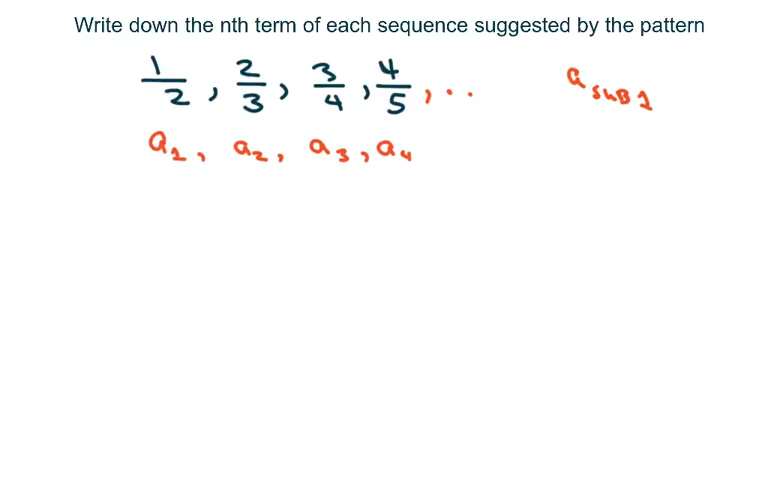 Write down the nth term of each sequence suggested by the pattern
1/2, 2/3, 3/4, 4/5, ...
a SUB 1
a₁, a₂, a₃, a₄